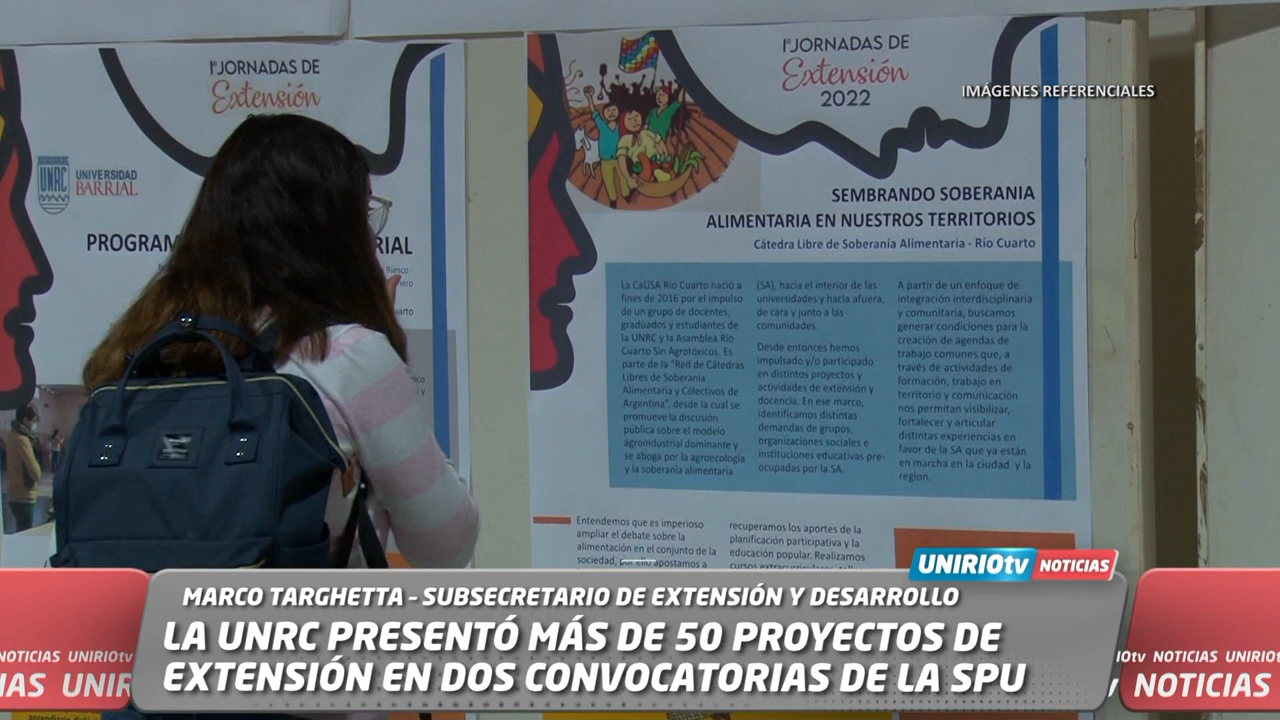 1ᵃˢ JORNADAS DE
Extensión
UNRC
UNIVERSIDAD
BARRIAL
PROGRAM
RIAL
1ᵃˢ JORNADAS DE
Extensión
2022
IMÁGENES REFERENCIALES
SEMBRANDO SOBERANIA
ALIMENTARIA EN NUESTROS TERRITORIOS
Cátedra Libre de Soberanía Alimentaria - Río Cuarto
La CaLiSA Río Cuarto nació a
fines de 2016 por el impulso
de un grupo de docentes,
graduados y estudiantes de
la UNRC y la Asamblea Río
Cuarto Sin Agrotóxicos. Es
parte de la "Red de Cátedras
Libres de Soberanía
Alimentaria y Colectivos de
Argentina", desde la cual se
promueve la discusión
pública sobre el modelo
agroindustrial dominante y
se aboga por la agroecología
y la soberanía alimentaria
(SA), hacia el interior de las
universidades y hacia afuera,
de cara y junto a las
comunidades.
Desde entonces hemos
impulsado y/o participado
en distintos proyectos y
actividades de extensión y
docencia. En ese marco,
identificamos distintas
demandas de grupos,
organizaciones sociales e
instituciones educativas pre-
ocupadas por la SA.
A partir de un enfoque de
integración interdisciplinaria
y comunitaria, buscamos
generar condiciones para la
creación de agendas de
trabajo comunes que, a
través de actividades de
formación, trabajo en
territorio y comunicación
nos permitan visibilizar,
fortalecer y articular
distintas experiencias en
favor de la SA que ya están
en marcha en la ciudad y la
region.
Entendemos que es imperioso
ampliar el debate sobre la
alimentación en el conjunto de la
sociedad, por ello apostamos a
recuperamos los aportes de la
planificación participativa y la
educación popular. Realizamos
UNIRIOtv NOTICIAS
MARCO TARGHETTA - SUBSECRETARIO DE EXTENSIÓN Y DESARROLLO
LA UNRC PRESENTÓ MÁS DE 50 PROYECTOS DE
EXTENSIÓN EN DOS CONVOCATORIAS DE LA SPU
NOTICIAS UNIRIOtv
IAS UNIR
IOtv NOTICIAS UNIRIOt
v NOTICIAS